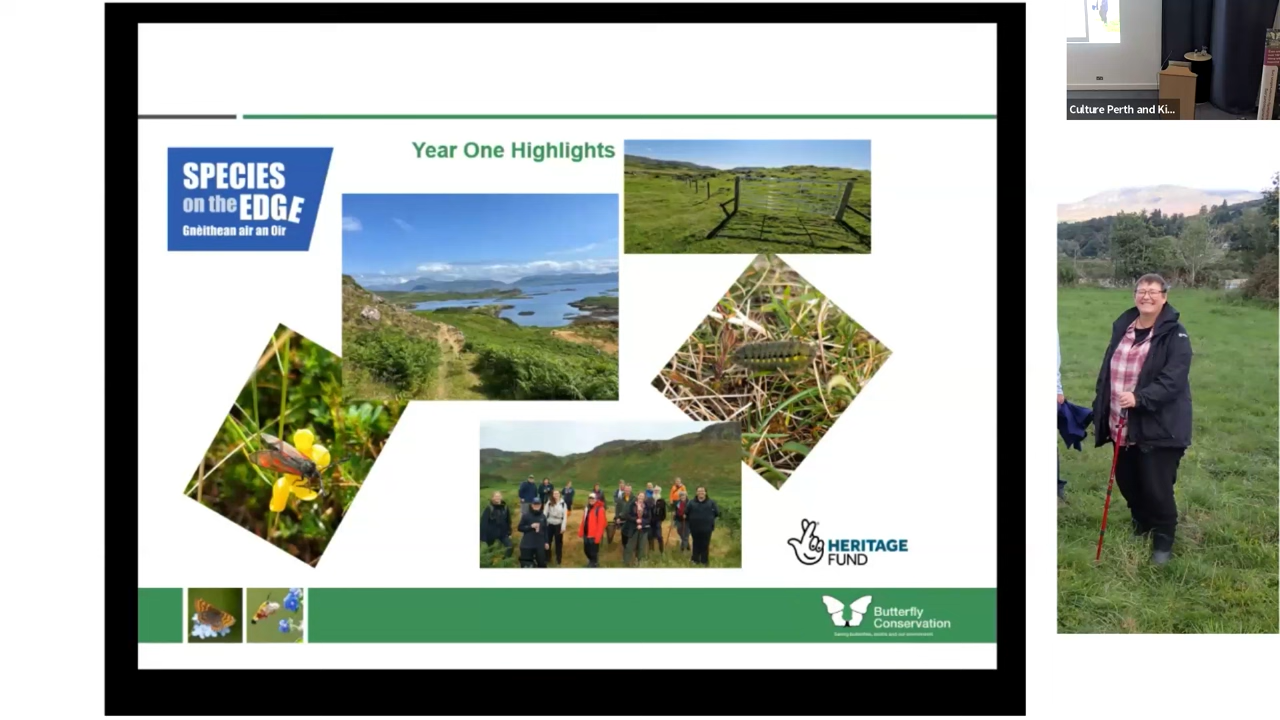 Year One Highlights
SPECIES
on the EDGE
Gnèithean air an Oir
HERITAGE
FUND
Butterfly
Conservation
Culture Perth and Ki...